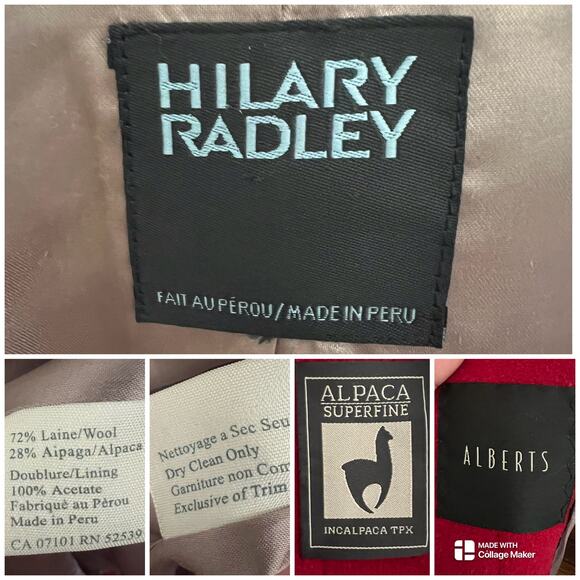 HILARY
RADLEY
FAIT AU PÉROU/MADE IN PERU
72% Laine/Wool
28% Alpaga/Alpaca
Doublure/Lining
100% Acetate
Fabriqué au Pérou
Made in Peru
CA 07101 RN 52539
Nettoyage a Sec Seu
Dry Clean Only
Garniture non Com
Exclusive of Trim
ALPACA
SUPERFINE
INCALPACA TPX
ALBERTS
MADE WITH
Collage Maker